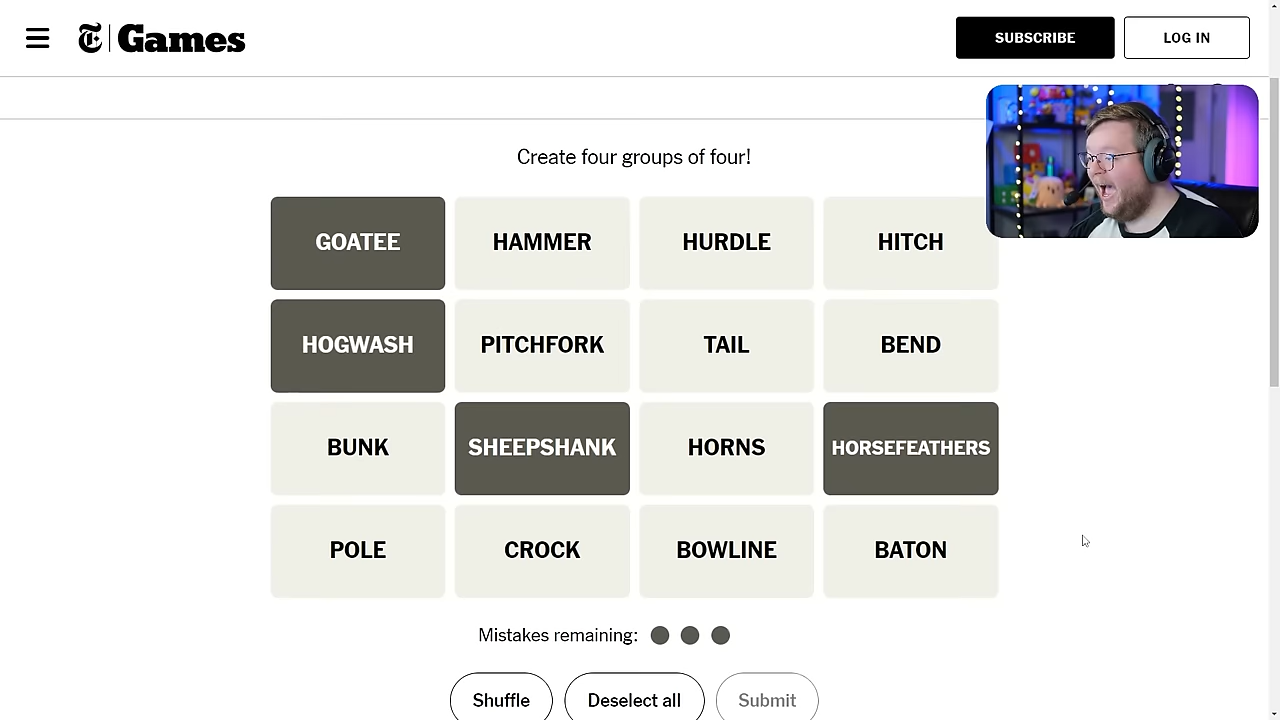 T Games
SUBSCRIBE
LOG IN
Create four groups of four!
GOATEE
HAMMER
HURDLE
HITCH
HOGWASH
PITCHFORK
TAIL
BEND
BUNK
SHEEPSHANK
HORNS
HORSEFEATHERS
POLE
CROCK
BOWLINE
BATON
Mistakes remaining:
Shuffle
Deselect all
Submit